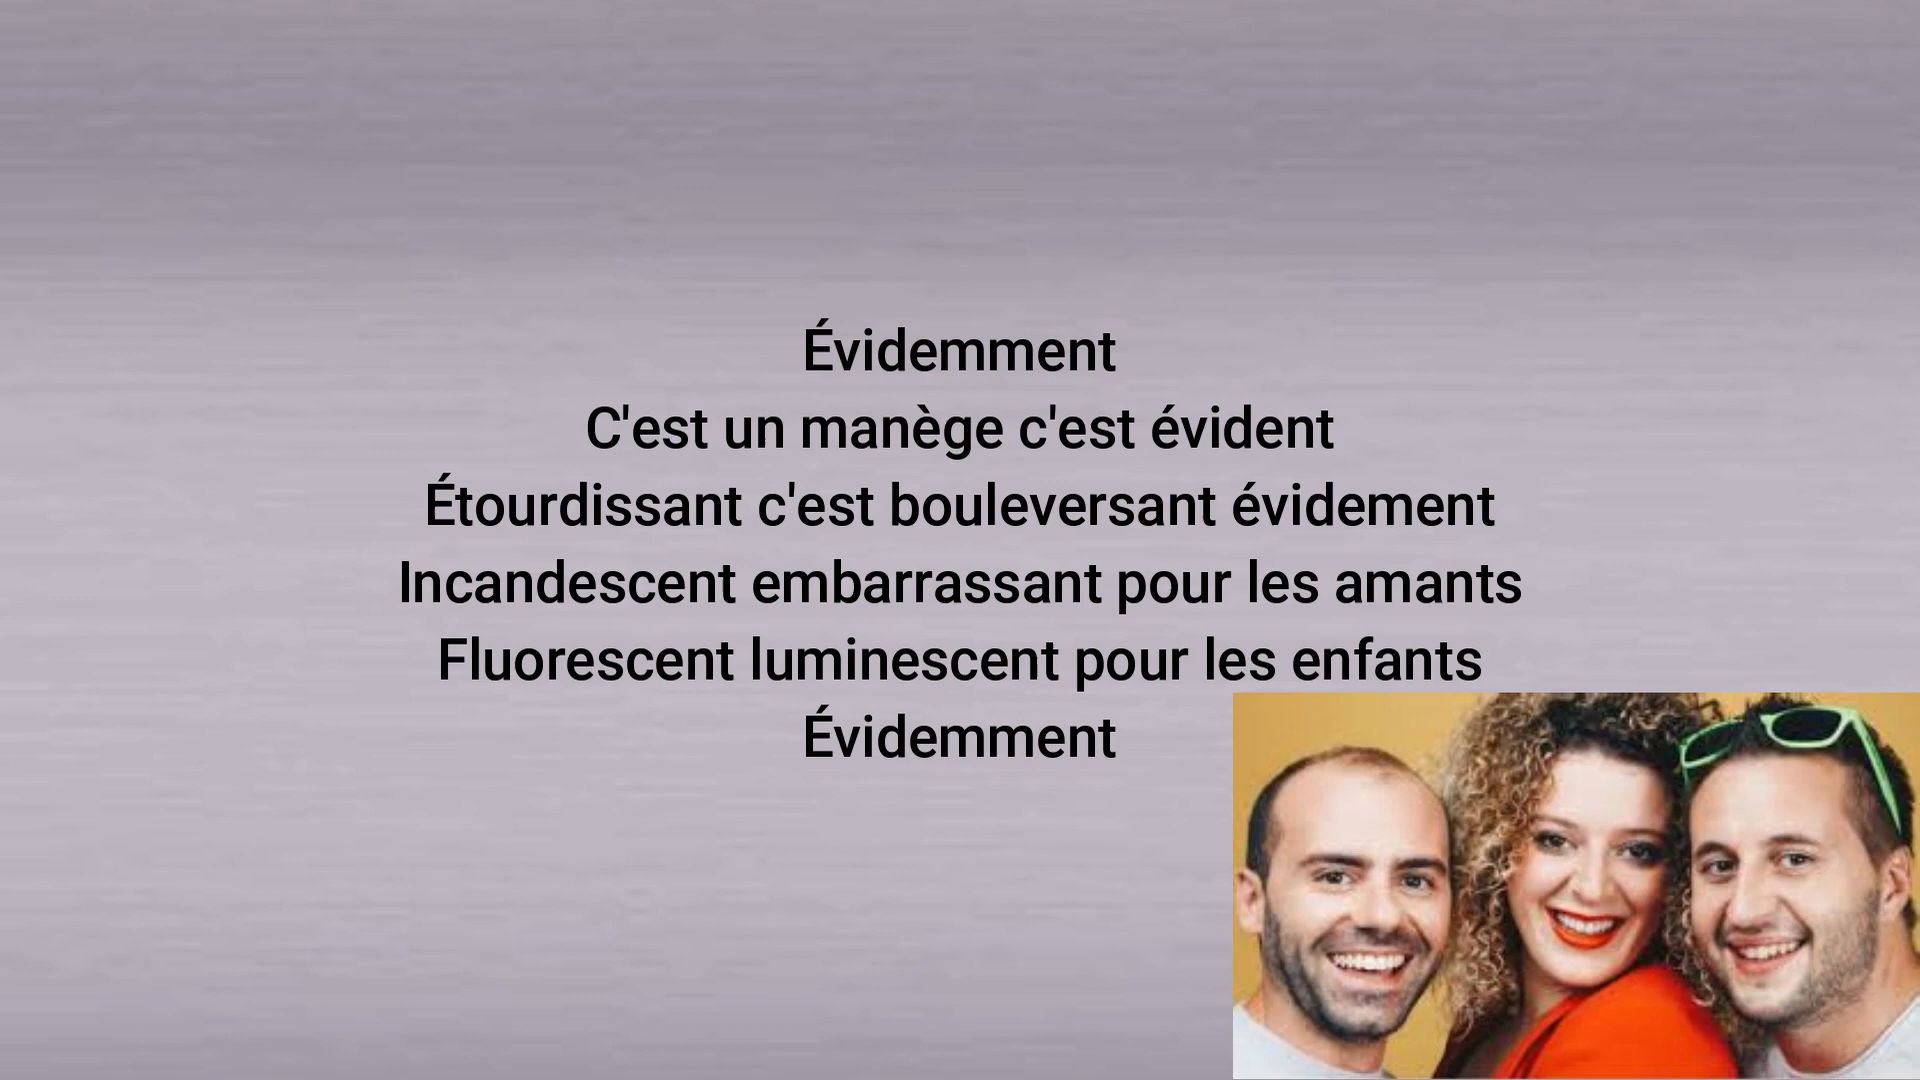 Évidemment
C'est un manège c'est évident
Étourdissant c'est bouleversant évidement
Incandescent embarrassant pour les amants
Fluorescent luminescent pour les enfants
Évidemment